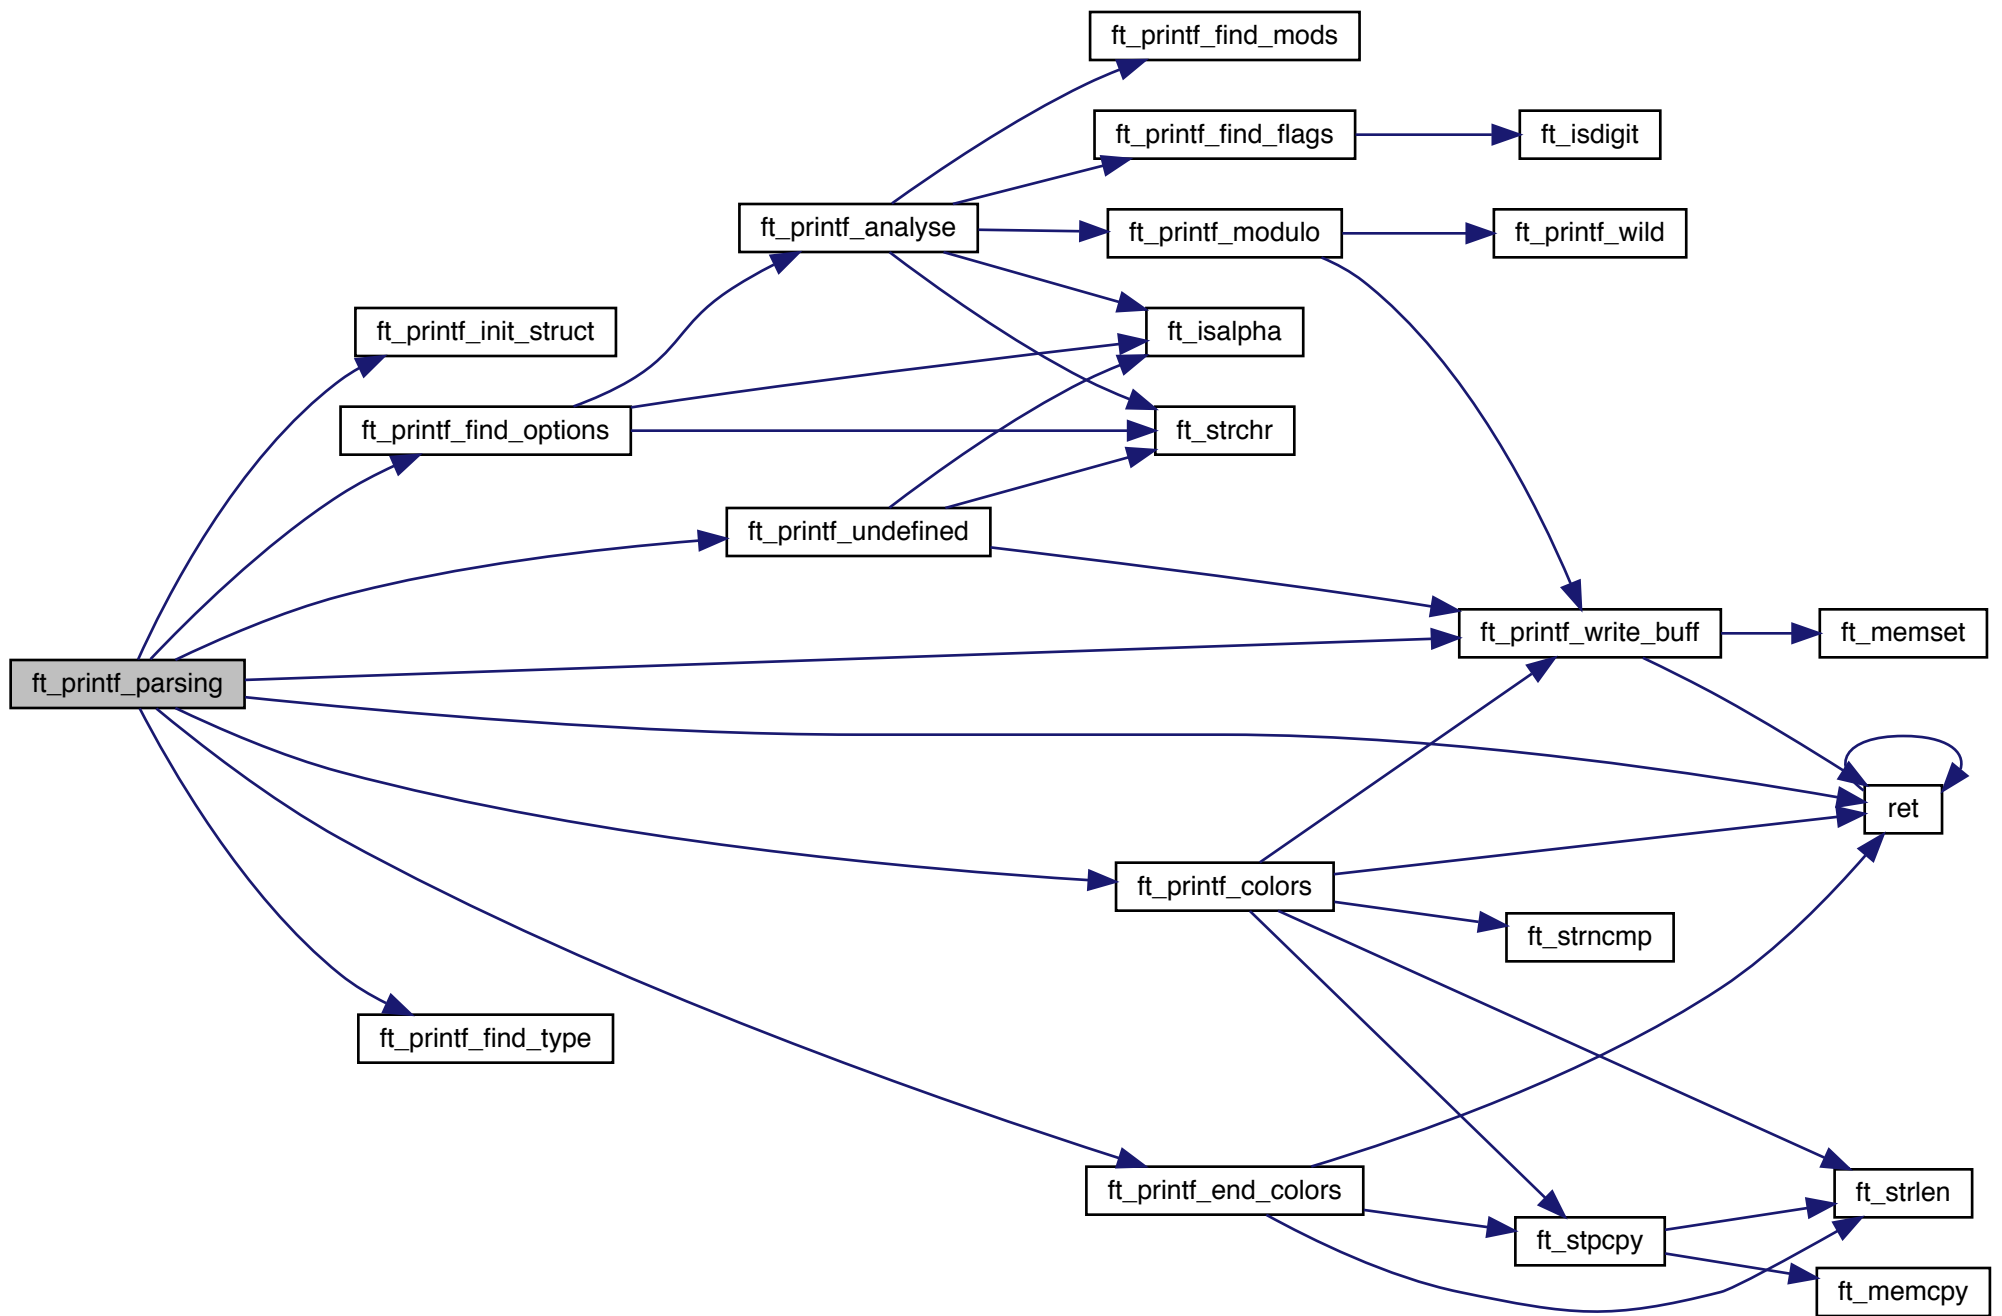 ft_printf_find_mods
ft_printf_find_flags
ft_isdigit
ft_printf_analyse
ft_printf_modulo
ft_printf_wild
ft_printf_init_struct
ft_isalpha
ft_printf_find_options
ft_strchr
ft_printf_undefined
ft_printf_write_buff
ft_memset
ft_printf_parsing
ret
ft_printf_colors
ft_strncmp
ft_printf_find_type
ft_printf_end_colors
ft_strlen
ft_stpcpy
ft_memcpy